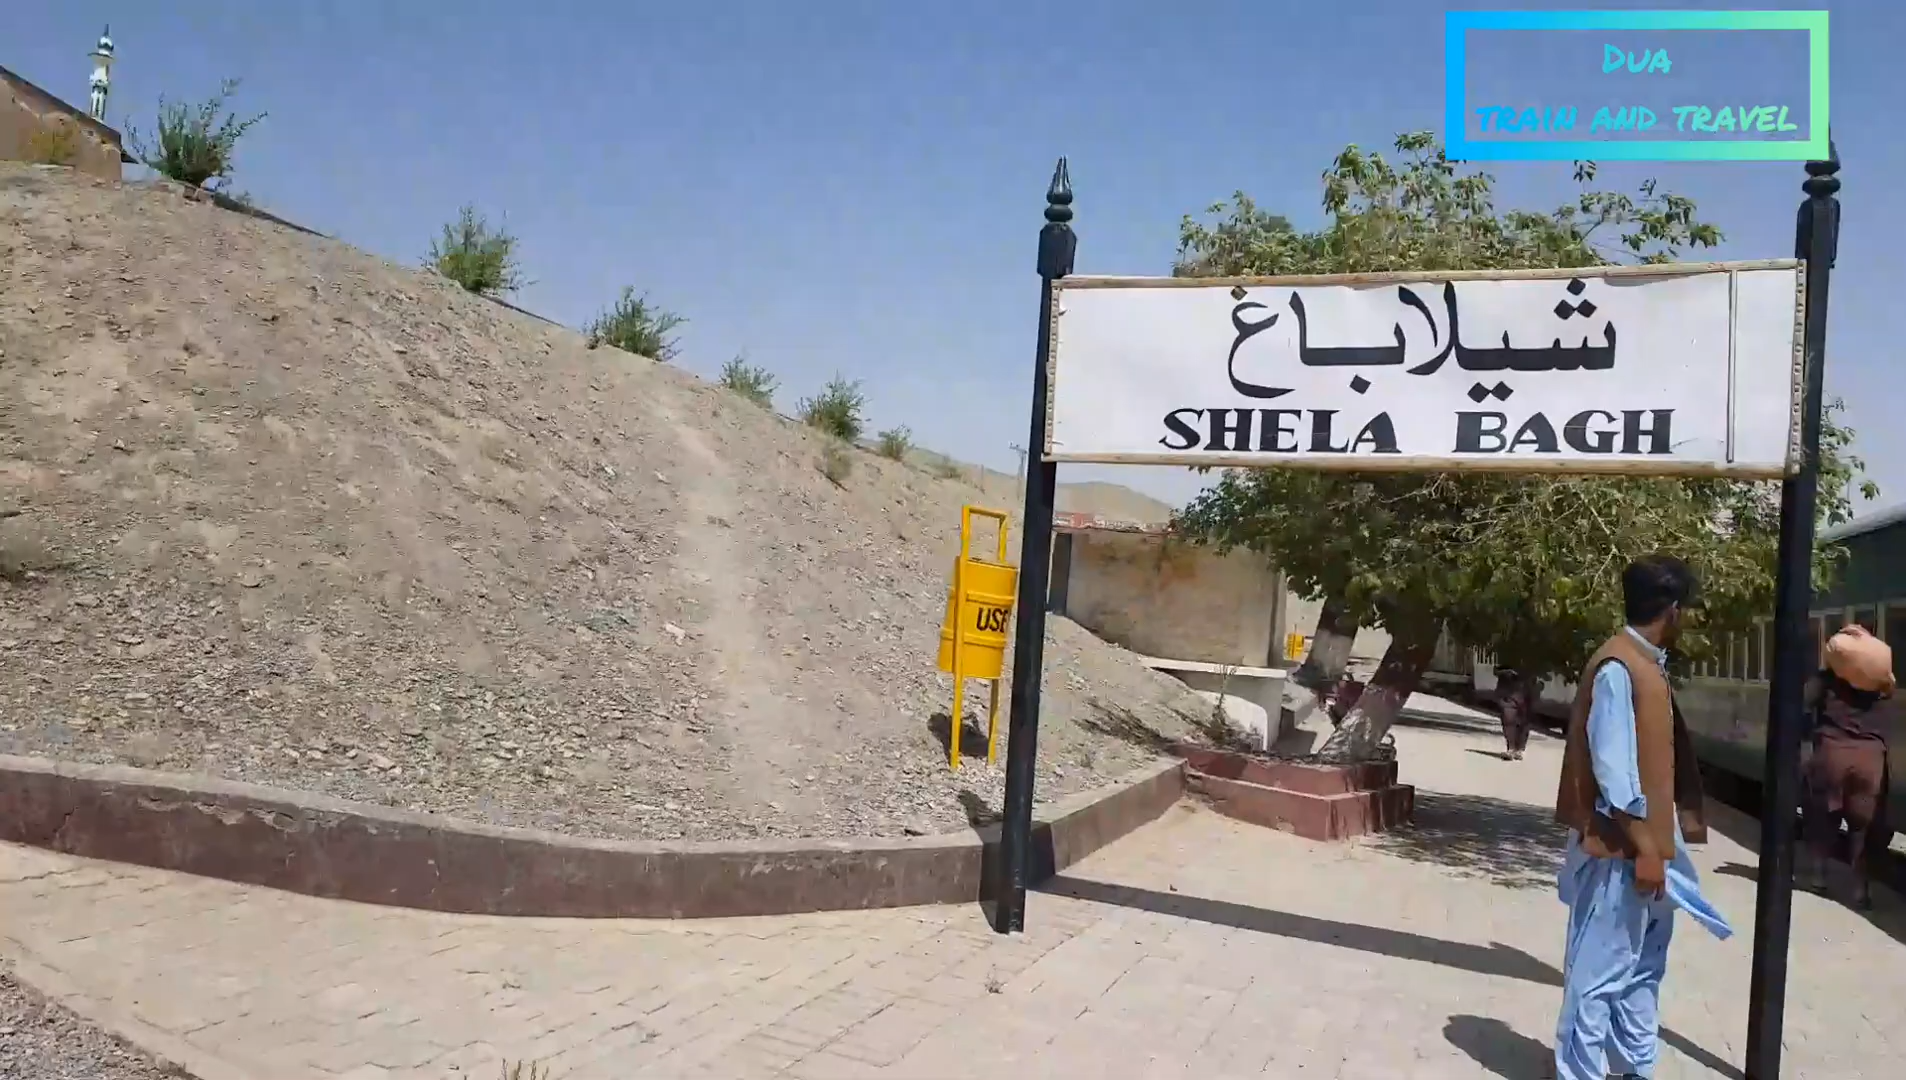 DUA
TRAIN AND TRAVEL
شیلاباغ
SHELA BAGH
USE